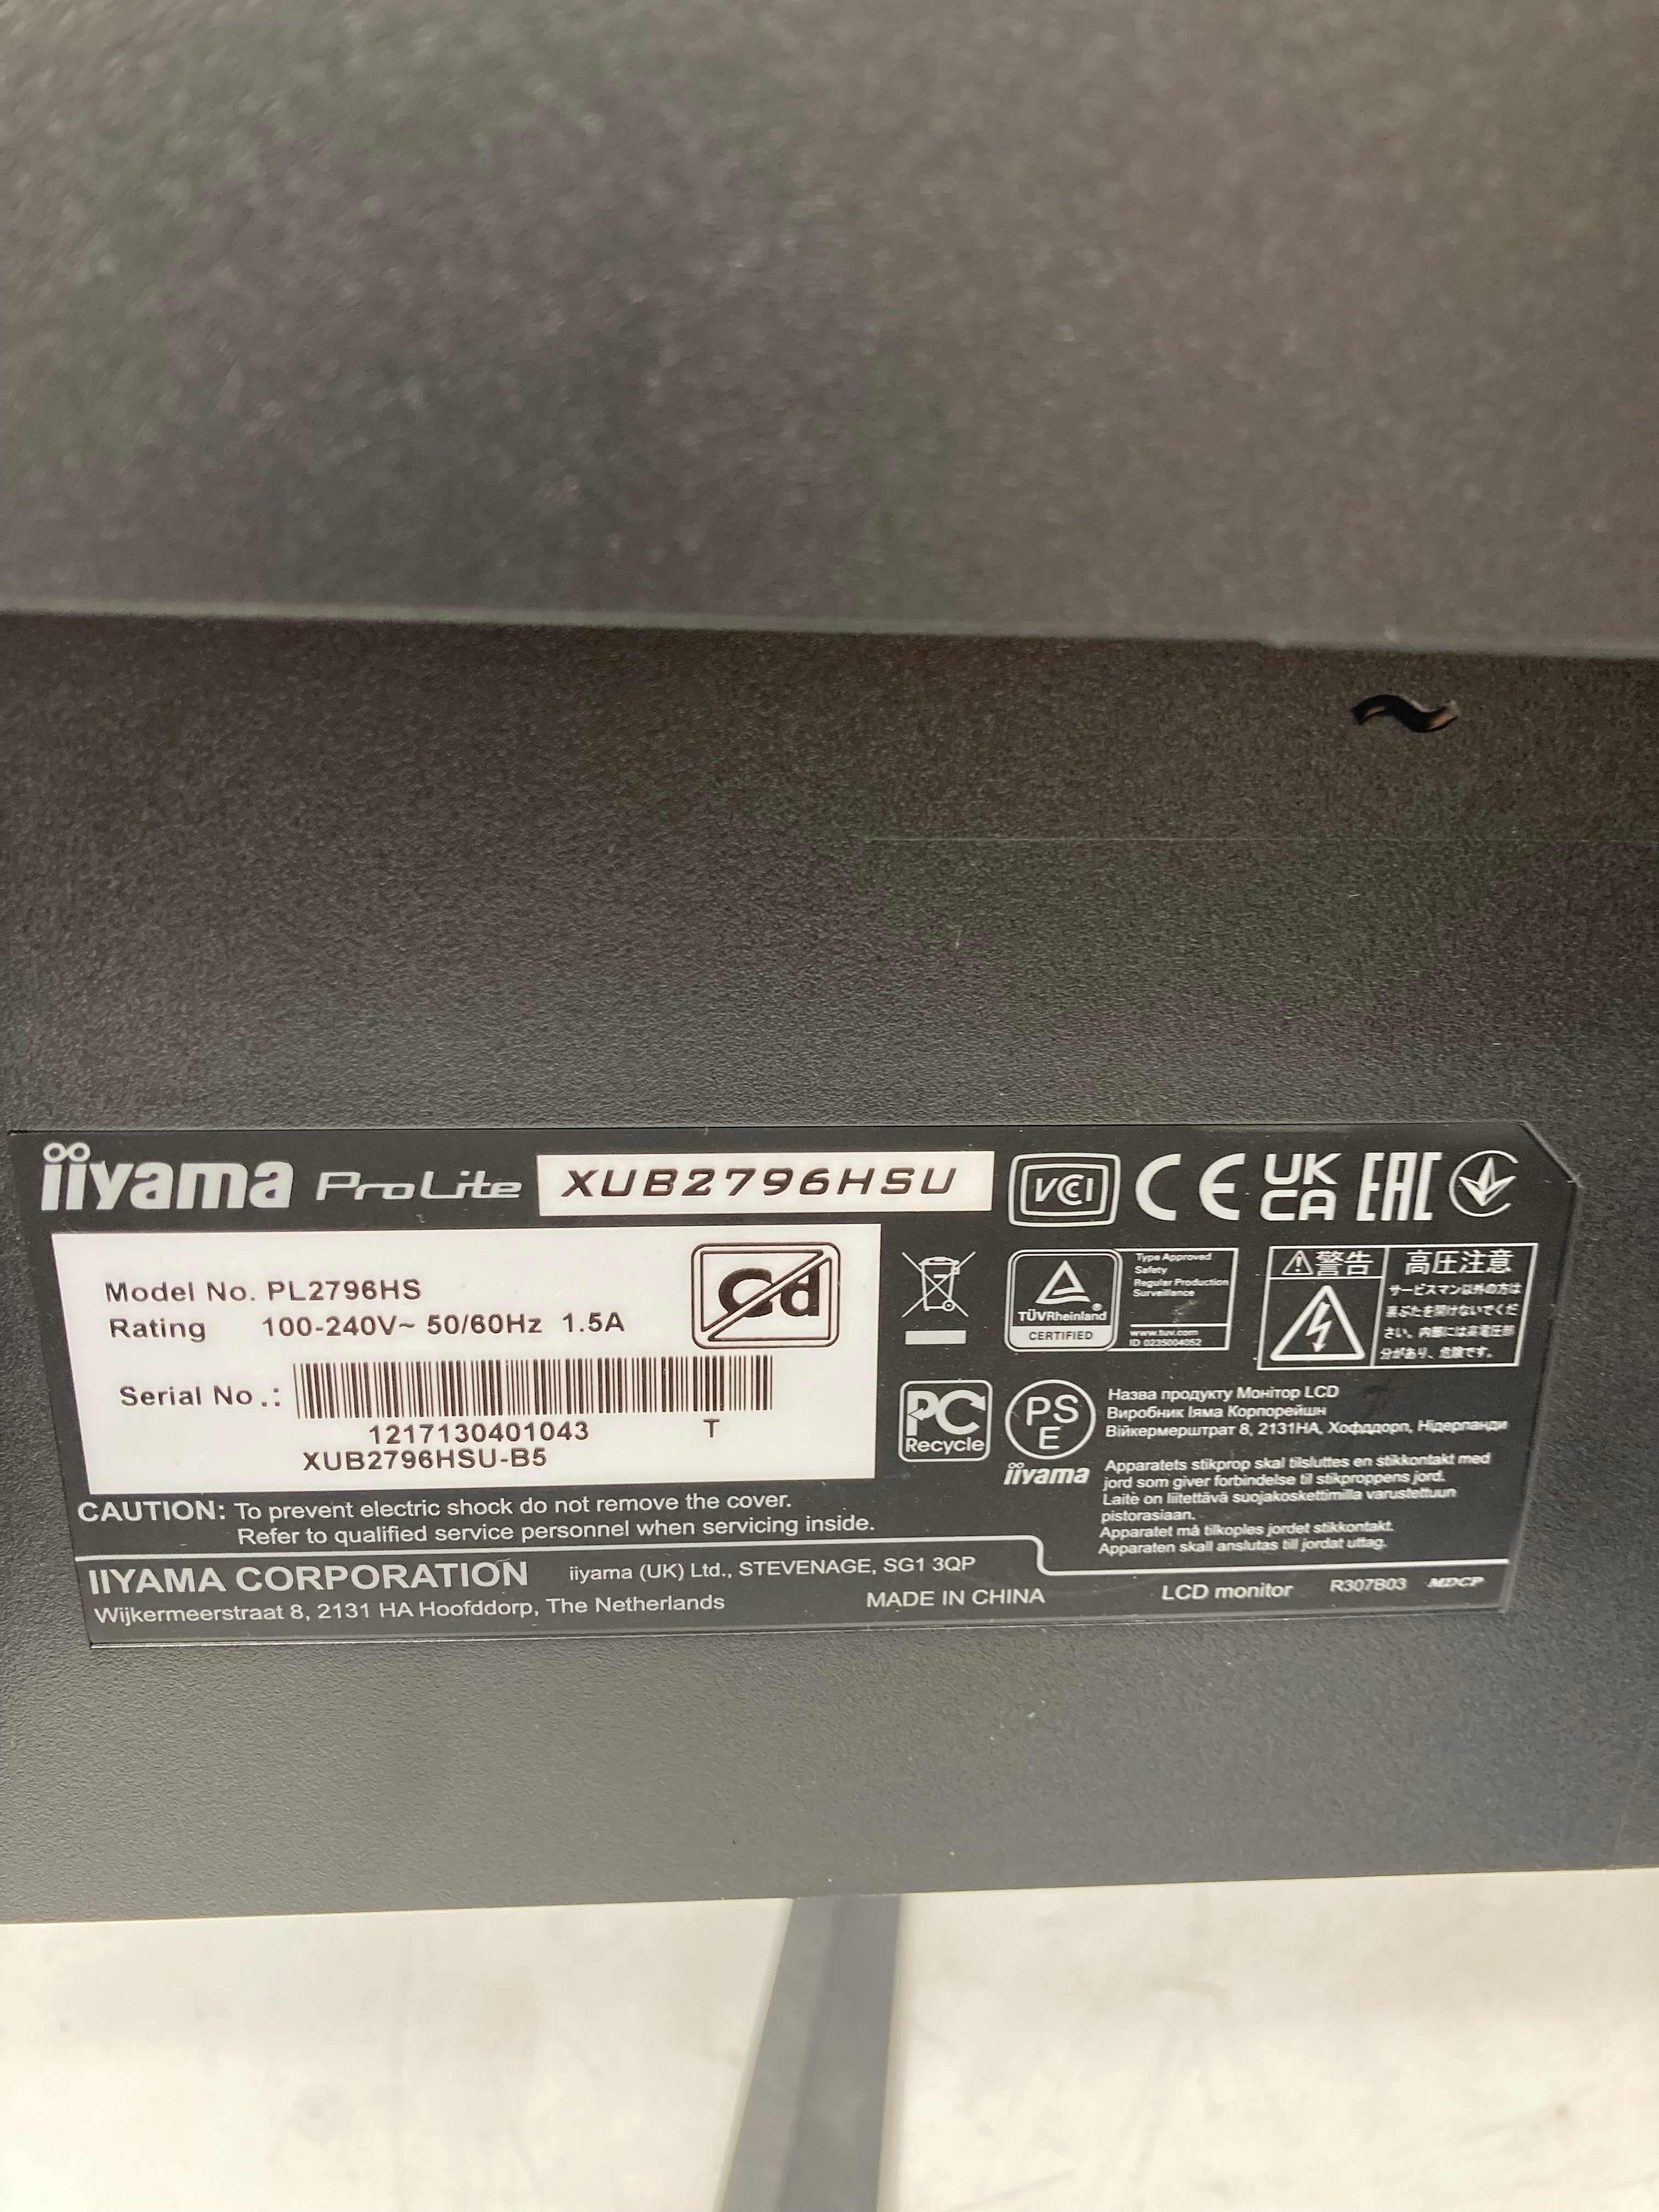 iiyama ProLite XUB2796HSU
VCCI CE UK CA EAC
Model No. PL2796HS
Rating 100-240V~ 50/60Hz 1.5A
Cd
Serial No.:
1217130401043 T
XUB2796HSU-B5
CAUTION: To prevent electric shock do not remove the cover.
Refer to qualified service personnel when servicing inside.
TÜVRheinland®
CERTIFIED
Type Approved
Safety
Regular Production
Surveillance
www.tuv.com
ID 0235004052
警告
高圧注意
サービスマン以外の方は
裏ぶたを開けないでくだ
さい。内部には高電圧部
分があり、危険です。
PC
Recycle
PS
E
iiyama
Назва продукту Монітор LCD
Виробник Іяма Корпорейшн
Війкермерштрат 8, 2131HA, Хофддорп, Нідерланди
Apparatets stikprop skal tilsluttes en stikkontakt med
jord som giver forbindelse til stikproppens jord.
Laite on liitettävä suojakoskettimilla varustettuun
pistorasiaan.
Apparatet må tilkoples jordet stikkontakt.
Apparaten skall anslutas till jordat uttag.
IIYAMA CORPORATION iiyama (UK) Ltd., STEVENAGE, SG1 3QP
Wijkermeerstraat 8, 2131 HA Hoofddorp, The Netherlands
MADE IN CHINA LCD monitor R307B03 MDCP